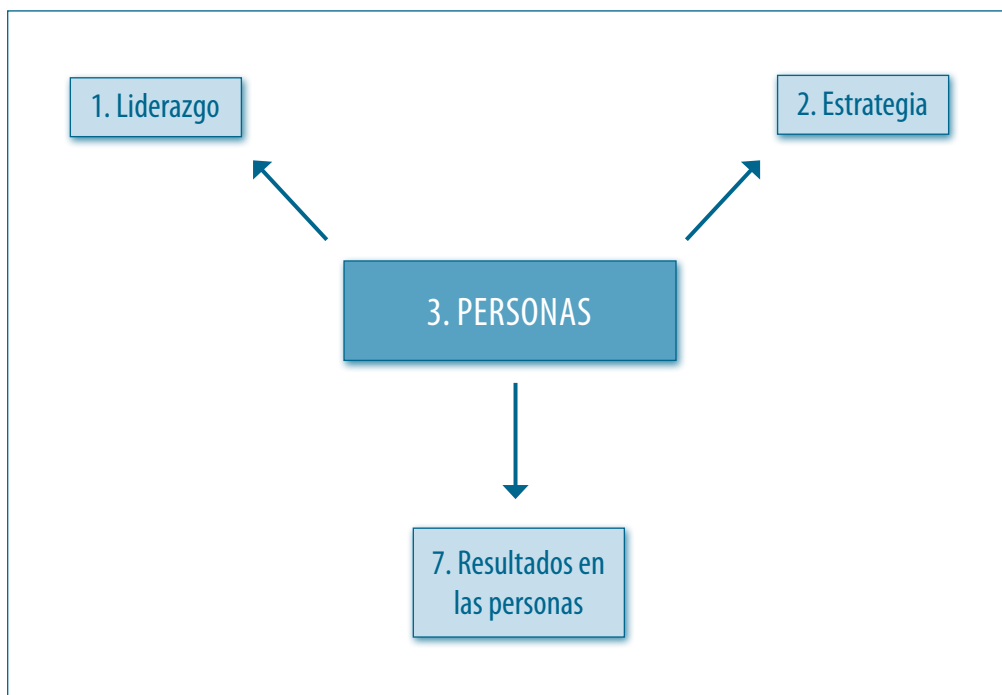 1. Liderazgo
2. Estrategia
3. PERSONAS
7. Resultados en
las personas